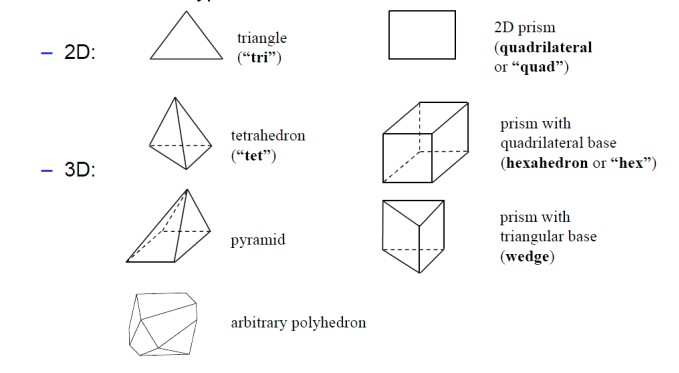 – 2D:
triangle
(“tri”)
2D prism
(quadrilateral
or “quad”)
– 3D:
tetrahedron
(“tet”)
prism with
quadrilateral base
(hexahedron or “hex”)
pyramid
prism with
triangular base
(wedge)
arbitrary polyhedron